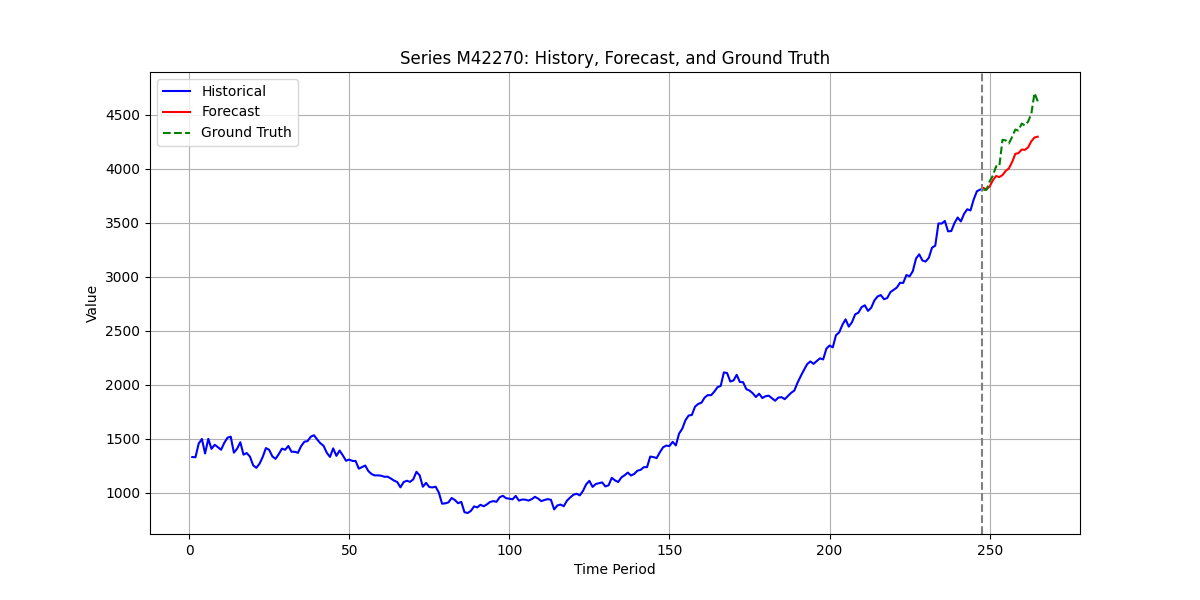 Series M42270: History, Forecast, and Ground Truth
Historical
Forecast
Ground Truth
4500
4000
3500
3000
2500
2000
1500
1000
Value
0 50 100 150 200 250
Time Period